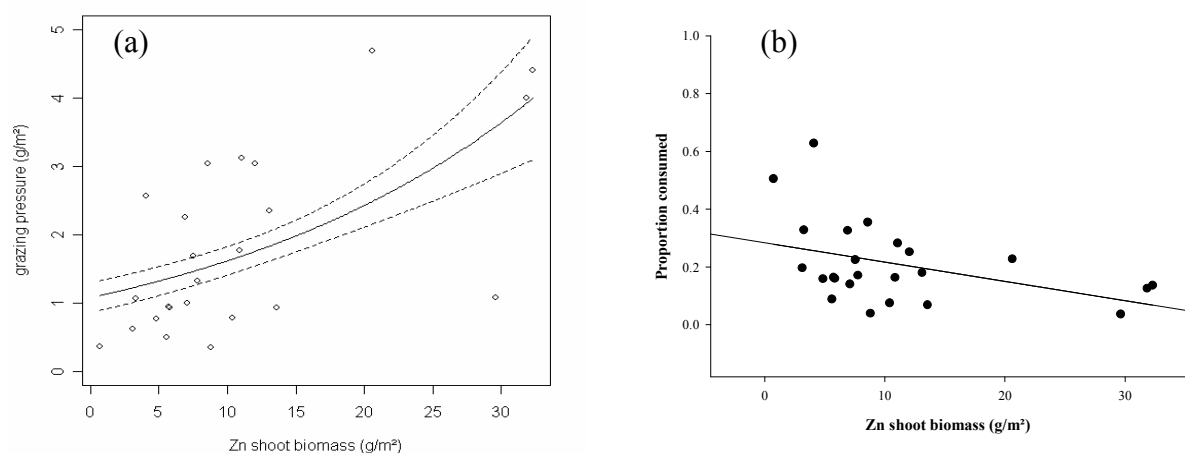 (a)
grazing pressure (g/m²)
5
4
3
2
1
0
0 5 10 15 20 25 30
Zn shoot biomass (g/m²)
(b)
Proportion consumed
1.0
0.8
0.6
0.4
0.2
0.0
0 10 20 30
Zn shoot biomass (g/m²)